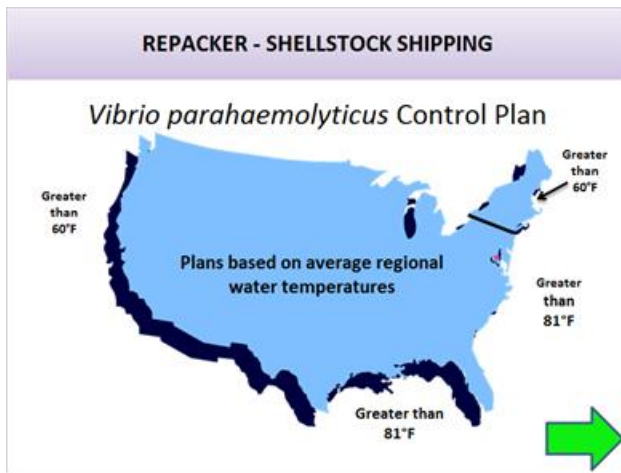 REPACKER - SHELLSTOCK SHIPPING
Vibrio parahaemolyticus Control Plan
Greater
than
60°F
Greater
than
60°F
Plans based on average regional
water temperatures
Greater
than
81°F
Greater than
81°F